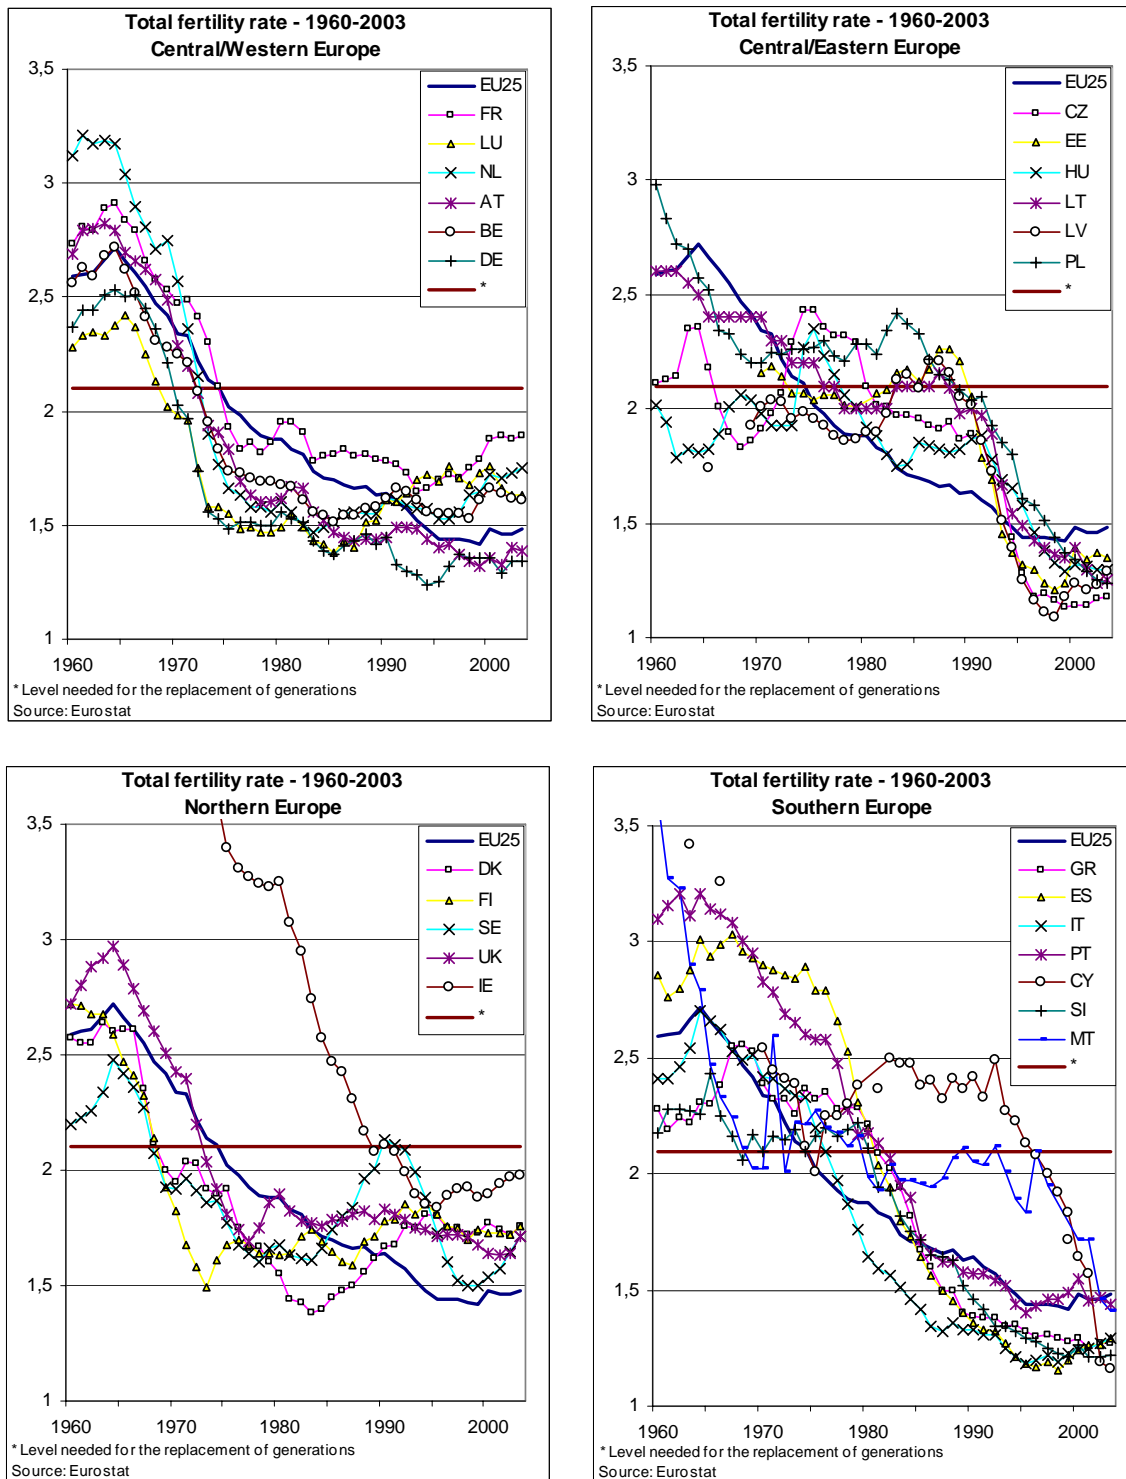 Total fertility rate - 1960-2003
Central/Western Europe
3,5
3
2,5
2
1,5
1
1960
1970
1980
1990
2000
EU25
FR
LU
NL
AT
BE
DE
*
* Level needed for the replacement of generations
Source: Eurostat
Total fertility rate - 1960-2003
Central/Eastern Europe
3,5
3
2,5
2
1,5
1
1960
1970
1980
1990
2000
EU25
CZ
EE
HU
LT
LV
PL
*
* Level needed for the replacement of generations
Source: Eurostat
Total fertility rate - 1960-2003
Northern Europe
3,5
3
2,5
2
1,5
1
1960
1970
1980
1990
2000
EU25
DK
FI
SE
UK
IE
*
* Level needed for the replacement of generations
Source: Eurostat
Total fertility rate - 1960-2003
Southern Europe
3,5
3
2,5
2
1,5
1
1960
1970
1980
1990
2000
EU25
GR
ES
IT
PT
CY
SI
MT
*
* Level needed for the replacement of generations
Source: Eurostat